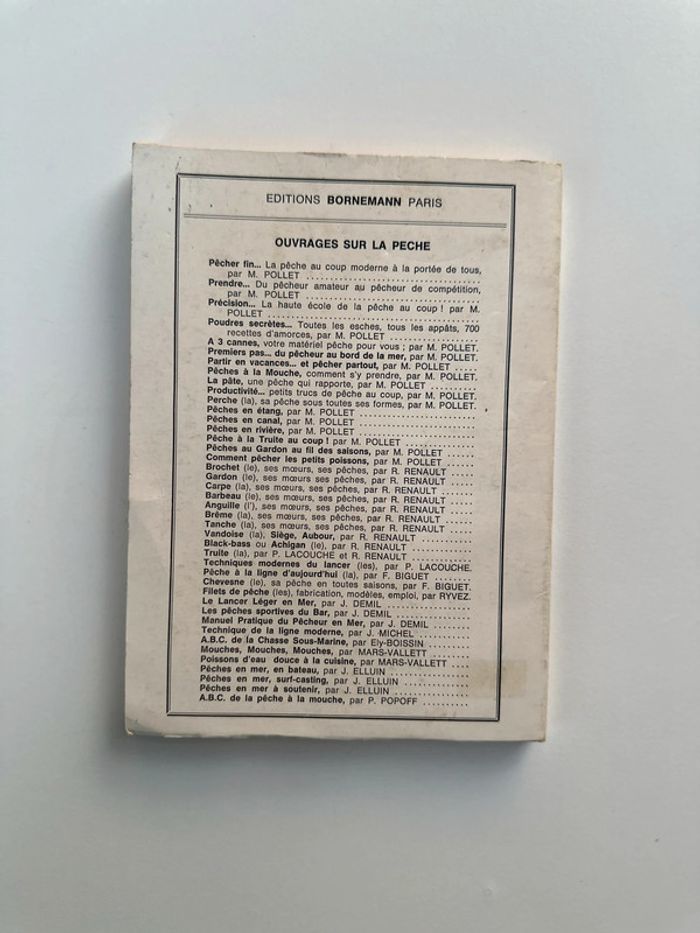 EDITIONS BORNEMANN PARIS
OUVRAGES SUR LA PECHE
Pêcher fin... La pêche au coup moderne à la portée de tous,
par M. POLLET
Prendre... Du pêcheur amateur au pêcheur de compétition,
par M. POLLET
Précision... La haute école de la pêche au coup ! par M.
POLLET
Poudres secrètes... Toutes les esches, tous les appâts, 700
recettes d'amorces, par M. POLLET
A 3 cannes, votre matériel pêche pour vous ; par M. POLLET.
Premiers pas... du pêcheur au bord de la mer, par M. POLLET.
Partir en vacances... et pêcher partout, par M. POLLET .....
Pêches à la Mouche, comment s'y prendre, par M. POLLET.
La pâte, une pêche qui rapporte, par M. POLLET ..........
Productivité... petits trucs de pêche au coup, par M. POLLET.
Perche (la), sa pêche sous toutes ses formes, par M. POLLET.
Pêches en étang, par M. POLLET
Pêches en canal, par M. POLLET
Pêches en rivière, par M. POLLET
Pêche à la Truite au coup ! par M. POLLET
Pêches au Gardon au fil des saisons, par M. POLLET ......
Comment pêcher les petits poissons, par M. POLLET .....
Brochet (le), ses mœurs, ses pêches, par R. RENAULT .....
Gardon (le), ses mœurs ses pêches, par R. RENAULT ......
Carpe (la), ses mœurs, ses pêches, par R. RENAULT ......
Barbeau (le), ses mœurs, ses pêches, par R. RENAULT .....
Anguille (l'), ses mœurs, ses pêches, par R. RENAULT .....
Brême (la), ses mœurs, ses pêches, par R. RENAULT ......
Tanche (la), ses mœurs, ses pêches, par R. RENAULT ......
Vandoise (la), Siège, Aubour, par R. RENAULT
Black-bass ou Achigan (le), par R. RENAULT
Truite (la), par P. LACOUCHE et R. RENAULT
Techniques modernes du lancer (les), par P. LACOUCHE.
Pêche à la ligne d'aujourd'hui (la), par F. BIGUET
Chevesne (le), sa pêche en toutes saisons, par F. BIGUET.
Filets de pêche (les), fabrication, modèles, emploi, par RYVEZ.
Le Lancer Léger en Mer, par J. DEMIL
Les pêches sportives du Bar, par J. DEMIL
Manuel Pratique du Pêcheur en Mer, par J. DEMIL
Technique de la ligne moderne, par J. MICHEL
A.B.C. de la Chasse Sous-Marine, par Ely-BOISSIN
Mouches, Mouches, Mouches, par MARS-VALLETT
Poissons d'eau douce à la cuisine, par MARS-VALLETT ....
Pêches en mer, en bateau, par J. ELLUIN
Pêches en mer, surf-casting, par J. ELLUIN
Pêches en mer à soutenir, par J. ELLUIN
A.B.C. de la pêche à la mouche, par P. POPOFF